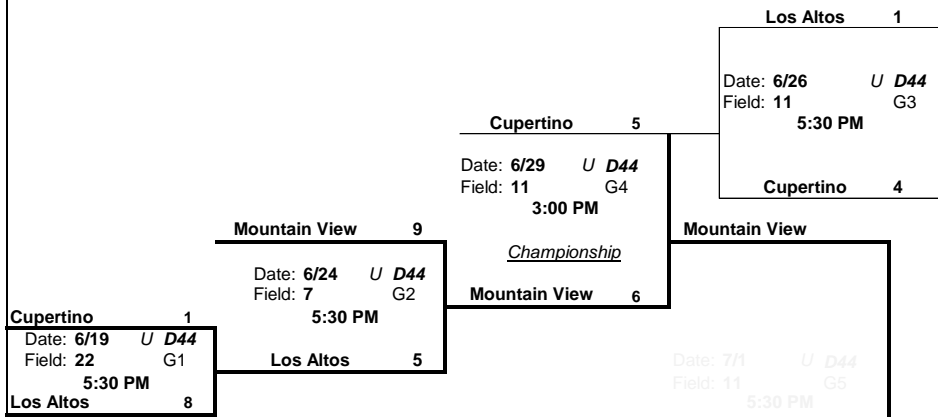 Los Altos 1
Date: 6/26 U D44
Field: 11 G3
5:30 PM
Cupertino 4
Cupertino 5
Date: 6/29 U D44
Field: 11 G4
3:00 PM
Championship
Mountain View 6
Mountain View
Mountain View 9
Date: 6/24 U D44
Field: 7 G2
5:30 PM
Los Altos 5
Cupertino 1
Date: 6/19 U D44
Field: 22 G1
5:30 PM
Los Altos 8
Date: 7/1 U D44
Field: 11 G5
5:30 PM